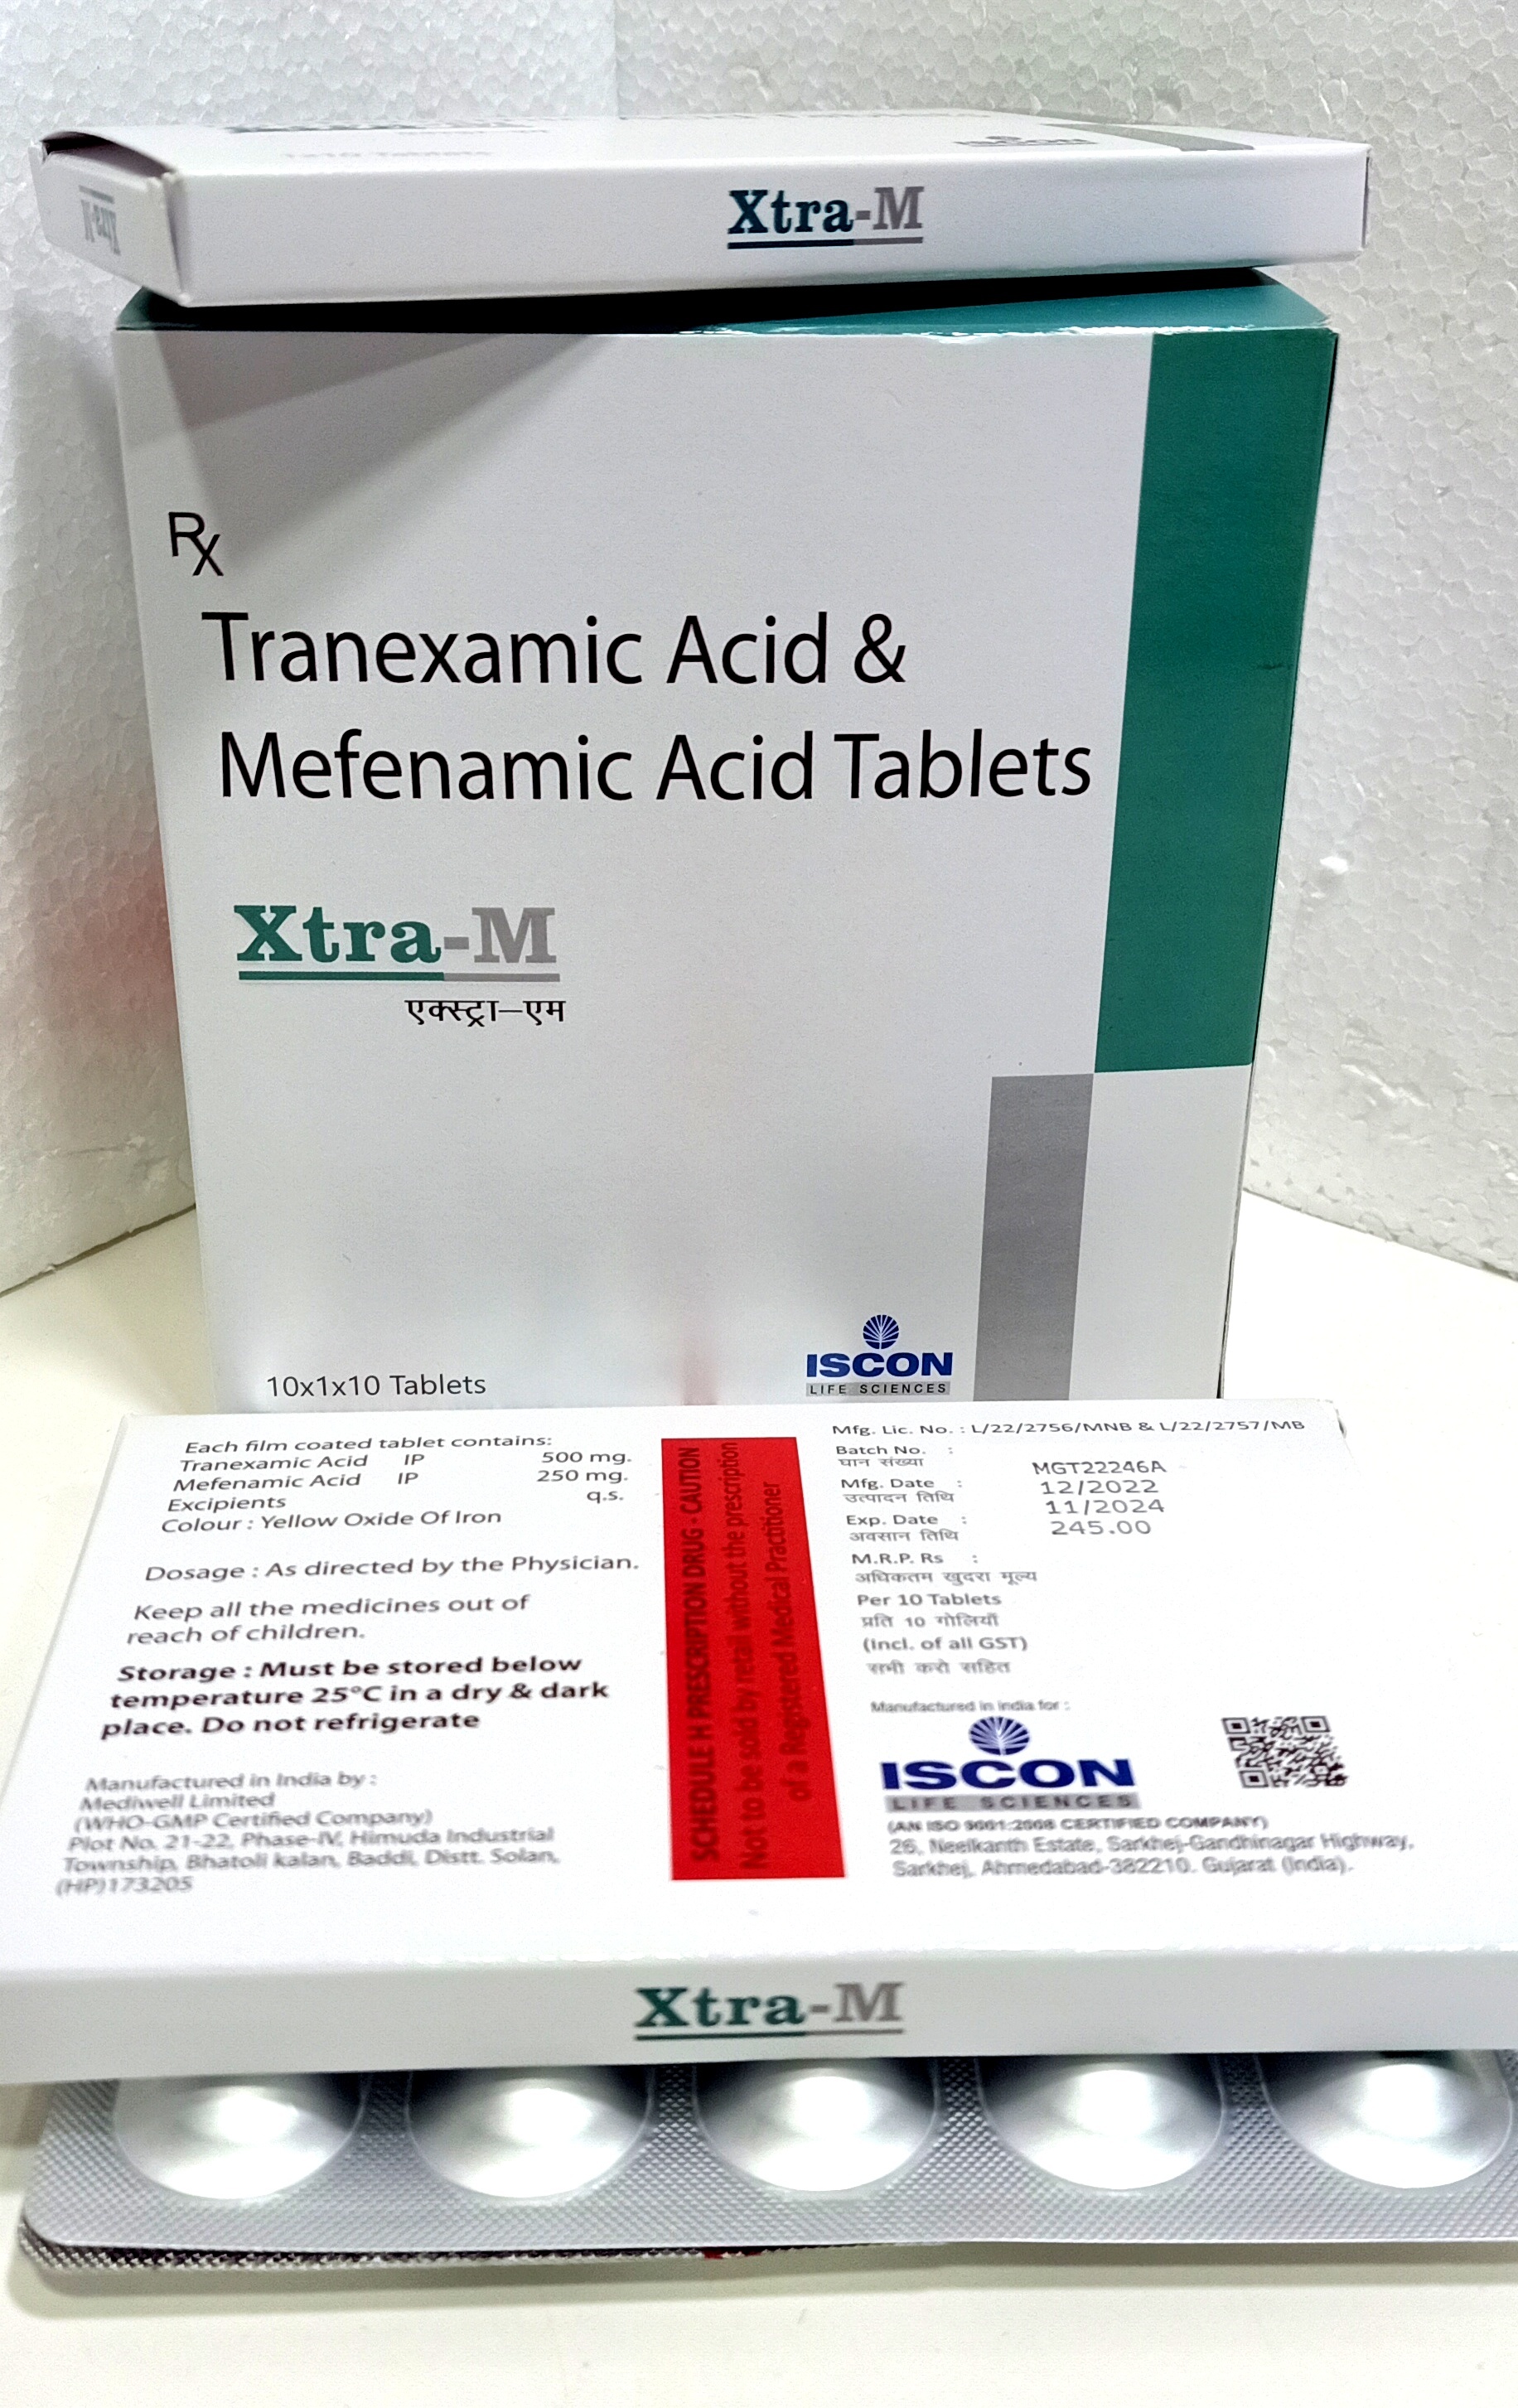 Xtra-M
Xtra-M
Rx
Tranexamic Acid &
Mefenamic Acid Tablets
Xtra-M
एक्स्ट्रा–एम
10x1x10 Tablets
ISCON
LIFE SCIENCES
Each film coated tablet contains:
Tranexamic Acid IP 500 mg.
Mefenamic Acid IP 250 mg.
Excipients q.s.
Colour : Yellow Oxide Of Iron
Dosage : As directed by the Physician.
Keep all the medicines out of
reach of children.
Storage : Must be stored below
temperature 25°C in a dry & dark
place. Do not refrigerate
Manufactured in India by :
Mediwell Limited
(WHO-GMP Certified Company)
Plot No. 21-22, Phase-IV, Himuda Industrial
Township, Bhatoli kalan, Baddi, Distt. Solan,
(HP)173205
SCHEDULE H PRESCRIPTION DRUG - CAUTION
Not to be sold by retail without the prescription
of a Registered Medical Practitioner
Mfg. Lic. No. : L/22/2756/MNB & L/22/2757/MB
Batch No. :
घान संख्या
MGT22246A
Mfg. Date :
12/2022
उत्पादन तिथि
11/2024
Exp. Date :
245.00
अवसान तिथि
M.R.P. Rs :
अधिकतम खुदरा मूल्य
Per 10 Tablets
प्रति 10 गोलियाँ
(Incl. of all GST)
सभी करो सहित
Manufactured in India for :
ISCON
LIFE SCIENCES
(AN ISO 9001:2008 CERTIFIED COMPANY)
26, Neelkanth Estate, Sarkhej-Gandhinagar Highway,
Sarkhej, Ahmedabad-382210. Gujarat (India).
Xtra-M